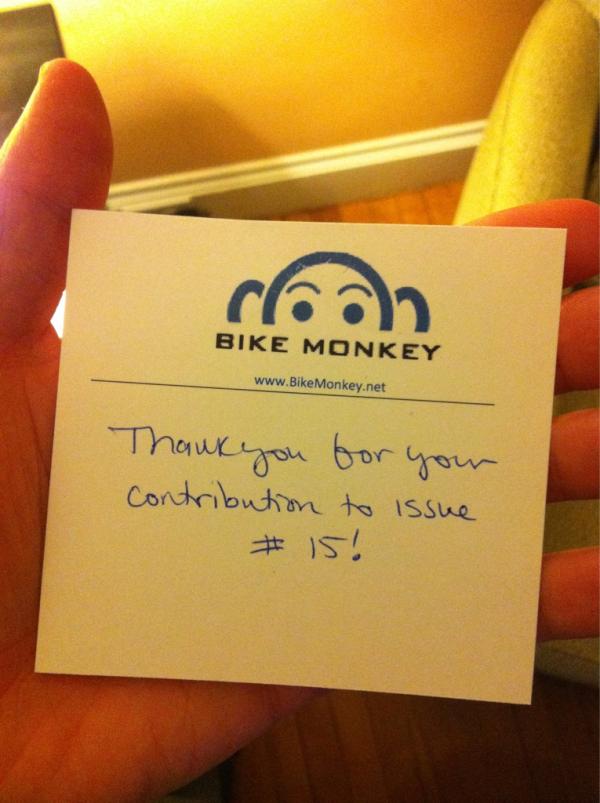 BIKE MONKEY
www.BikeMonkey.net
Thankyou for your
contribution to issue
# 15!